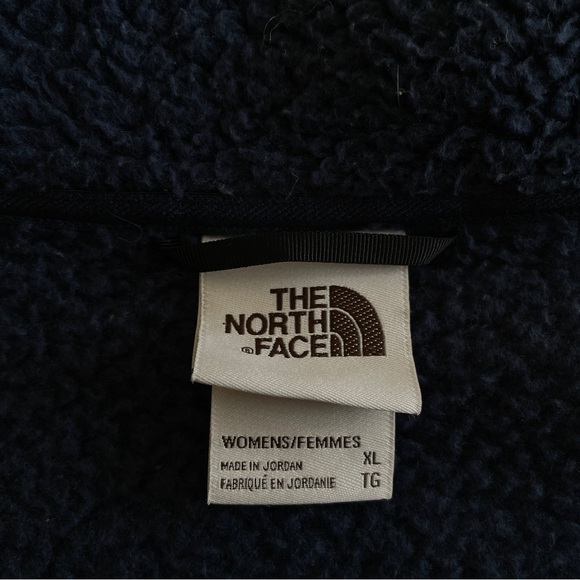 THE
NORTH
® FACE
WOMENS/FEMMES
XL
MADE IN JORDAN
FABRIQUÉ EN JORDANIE TG